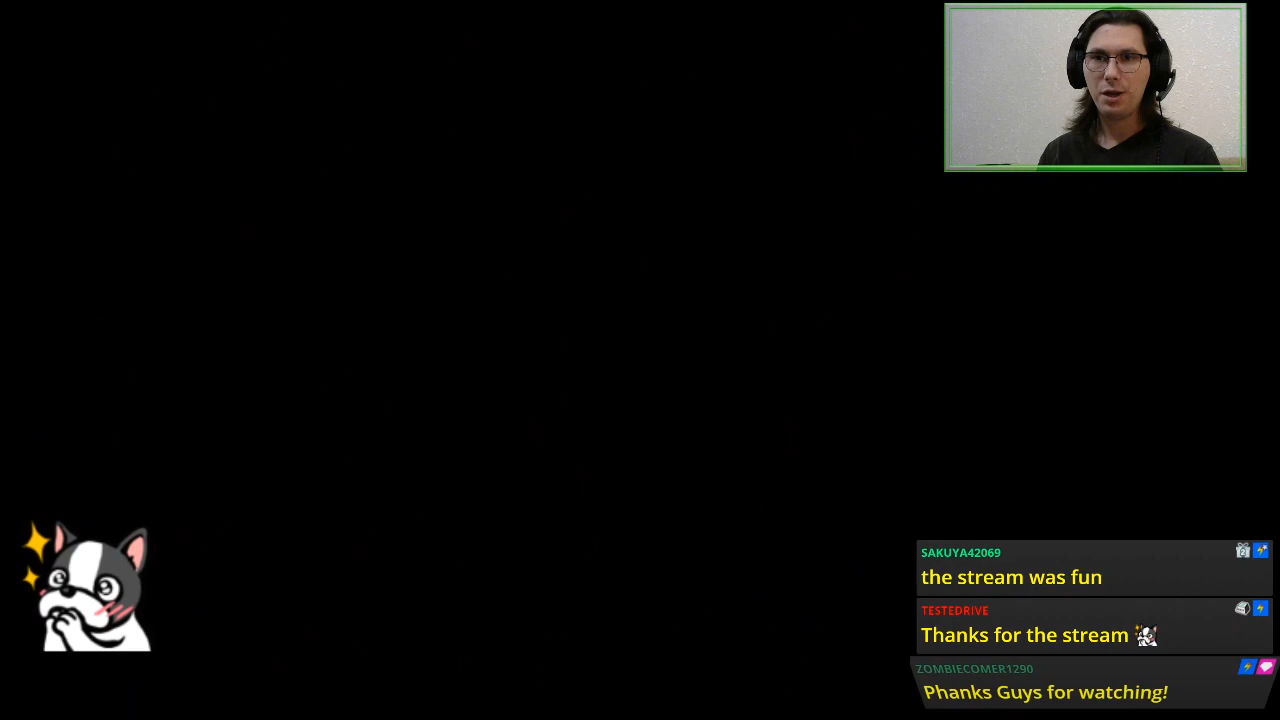 SAKUYA42069
the stream was fun
TESTEDRIVE
Thanks for the stream
ZOMBIECOMER1290
Phanks Guys for watching!